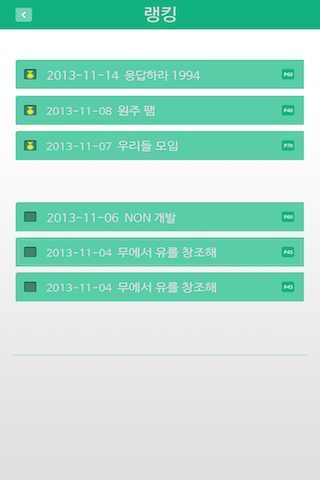 랭킹
2013-11-14 응답하라 1994 P60
2013-11-08 원주 팸 P40
2013-11-07 우리들 모임 P70
2013-11-06 NON 개발 P60
2013-11-04 무에서 유를 창조해 P45
2013-11-04 무에서 유를 창조해 P45